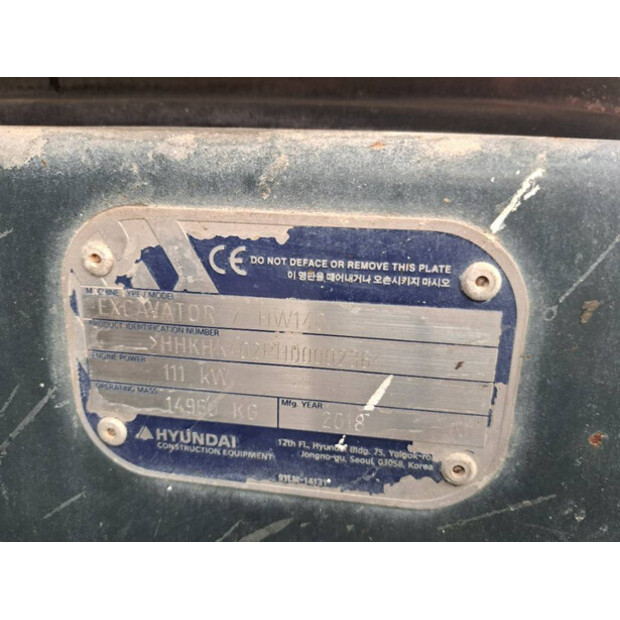 CE DO NOT DEFACE OR REMOVE THIS PLATE
이 명판을 떼어내거나 오손시키지 마시오
MACHINE TYPE / MODEL
EXCAVATOR / HW14
PRODUCT IDENTIFICATION NUMBER
ENGINE POWER
111 kW
OPERATING MASS
14960 KG
Mfg. YEAR
2018
HYUNDAI
CONSTRUCTION EQUIPMENT
12th Fl., Hyundai Bldg. 75, Yulgok-ro
Jongno-gu, Seoul, 03058, Korea